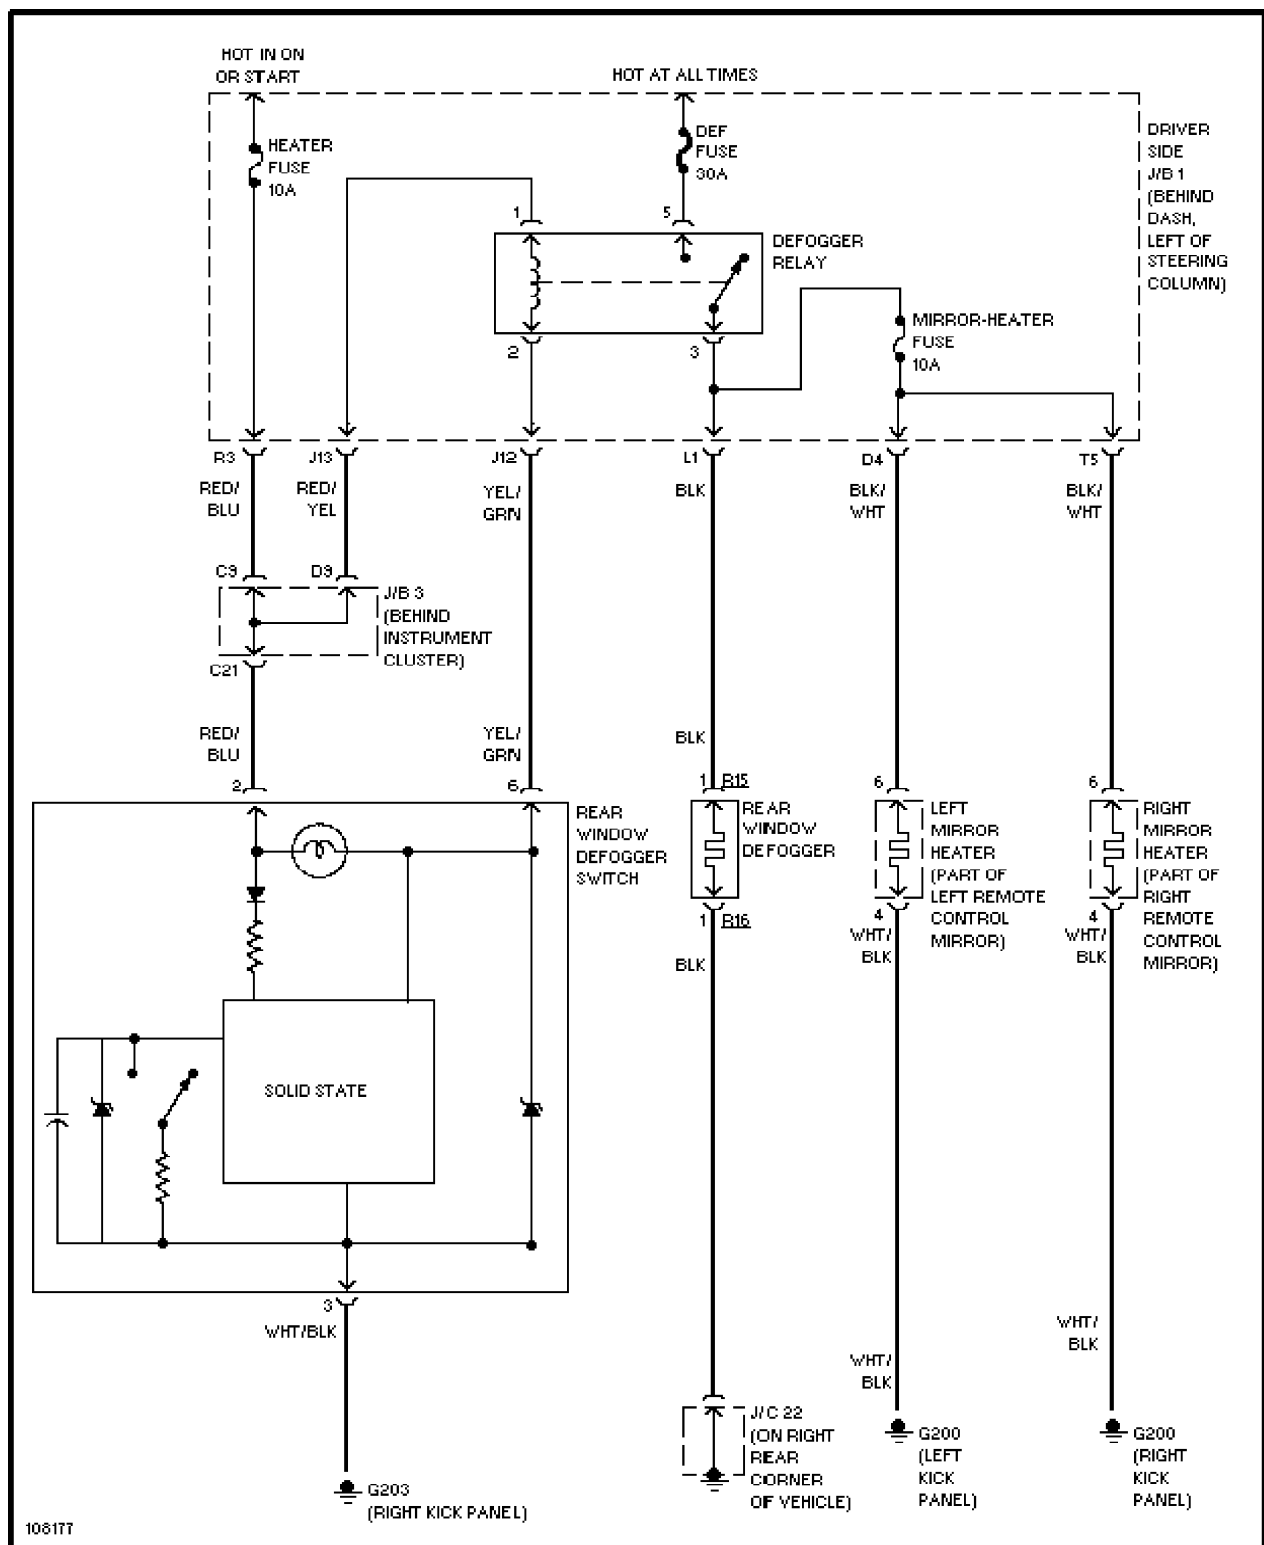 HOT IN ON
OR START
HOT AT ALL TIMES
HEATER
FUSE
10A
DEF
FUSE
30A
DRIVER
SIDE
J/B 1
(BEHIND
DASH,
LEFT OF
STEERING
COLUMN)
1
5
DEFOGGER
RELAY
2
3
MIRROR-HEATER
FUSE
10A
R3
J13
J12
L1
D4
T5
RED/
BLU
RED/
YEL
YEL/
GRN
BLK
BLK/
WHT
BLK/
WHT
C9
D9
J/B 3
(BEHIND
INSTRUMENT
CLUSTER)
C21
RED/
BLU
YEL/
GRN
BLK
2
6
1 R15
6
6
REAR
WINDOW
DEFOGGER
SWITCH
REAR
WINDOW
DEFOGGER
LEFT
MIRROR
HEATER
(PART OF
LEFT REMOTE
CONTROL
MIRROR)
RIGHT
MIRROR
HEATER
(PART OF
RIGHT
REMOTE
CONTROL
MIRROR)
1 R16
4
4
BLK
WHT/
BLK
WHT/
BLK
SOLID STATE
3
WHT/BLK
WHT/
BLK
WHT/
BLK
J/C 22
(ON RIGHT
REAR
CORNER
OF VEHICLE)
G200
(LEFT
KICK
PANEL)
G200
(RIGHT
KICK
PANEL)
G203
(RIGHT KICK PANEL)
108177